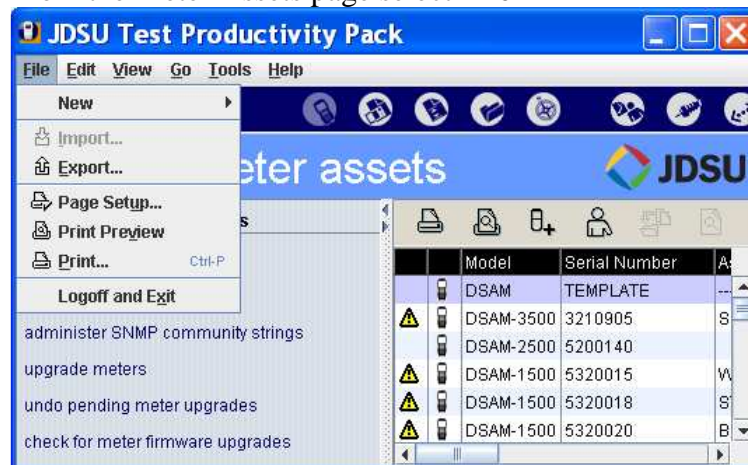 JDSU Test Productivity Pack
File Edit View Go Tools Help
New
Import...
Export...
Page Setup...
Print Preview
Print... Ctrl-P
Logoff and Exit
eter assets
JDSU
s
administer SNMP community strings
upgrade meters
undo pending meter upgrades
check for meter firmware upgrades
Model Serial Number A
DSAM TEMPLATE ---
DSAM-3500 3210905 S
DSAM-2500 5200140
DSAM-1500 5320015 W
DSAM-1500 5320018 S
DSAM-1500 5320020 B